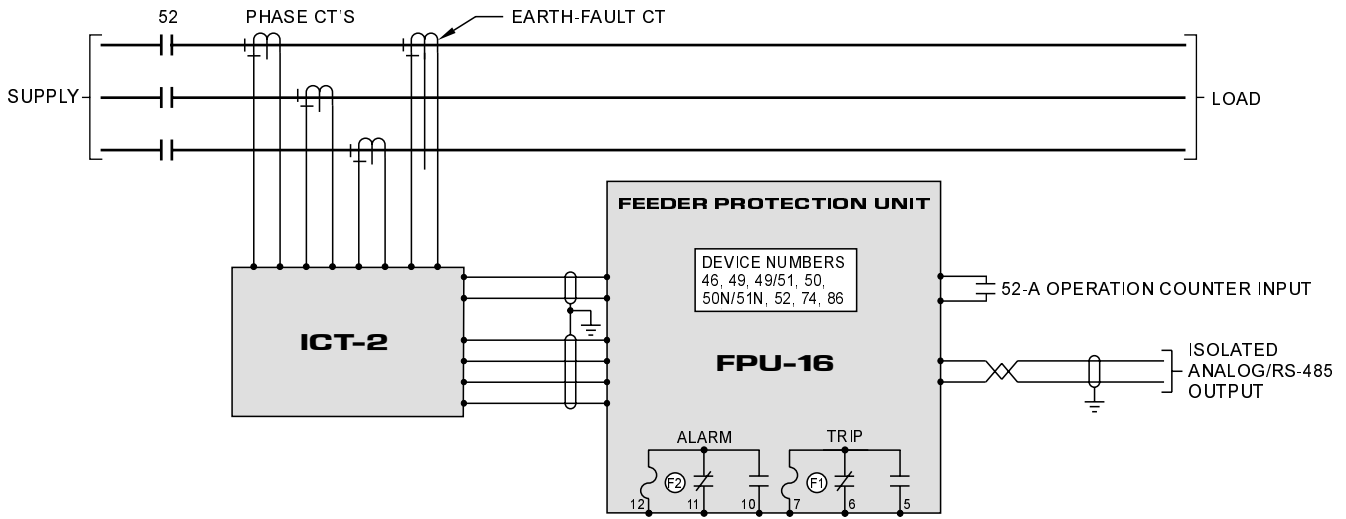 52
PHASE CT'S
EARTH-FAULT CT
SUPPLY
LOAD
FEEDER PROTECTION UNIT
DEVICE NUMBERS
46, 49, 49/51, 50,
50N/51N, 52, 74, 86
52-A OPERATION COUNTER INPUT
ICT-2
FPU-16
ISOLATED
ANALOG/RS-485
OUTPUT
ALARM
TRIP
F2
F1
12
11
10
7
6
5